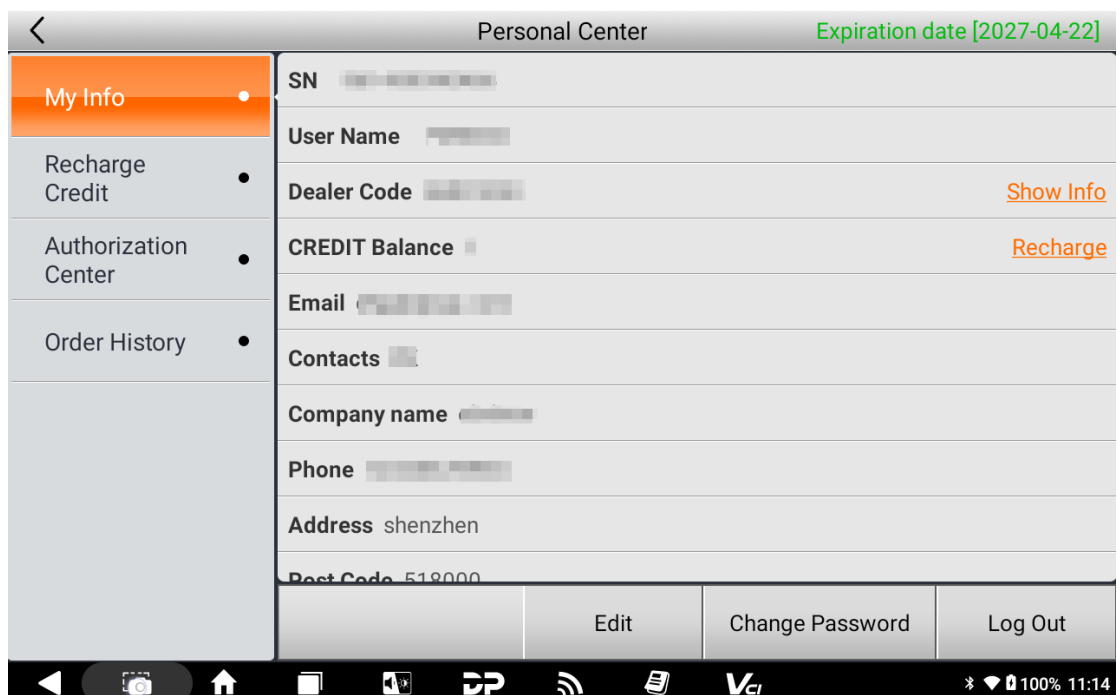 Personal Center
Expiration date [2027-04-22]
My Info
Recharge
Credit
Authorization
Center
Order History
SN
User Name
Dealer Code
Show Info
CREDIT Balance
Recharge
Email
Contacts
Company name
Phone
Address shenzhen
Post Code 518000
Edit
Change Password
Log Out
DP
VCI
100% 11:14